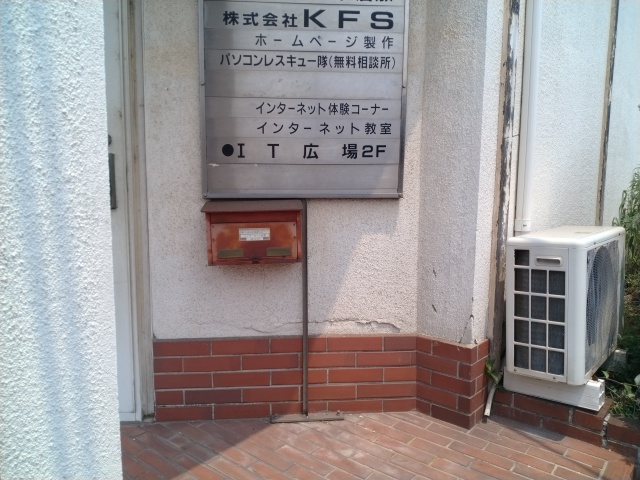 株式会社KFS
ホームページ製作
パソコンレスキュー隊(無料相談所)
インターネット体験コーナー
インターネット教室
●IT広場2F